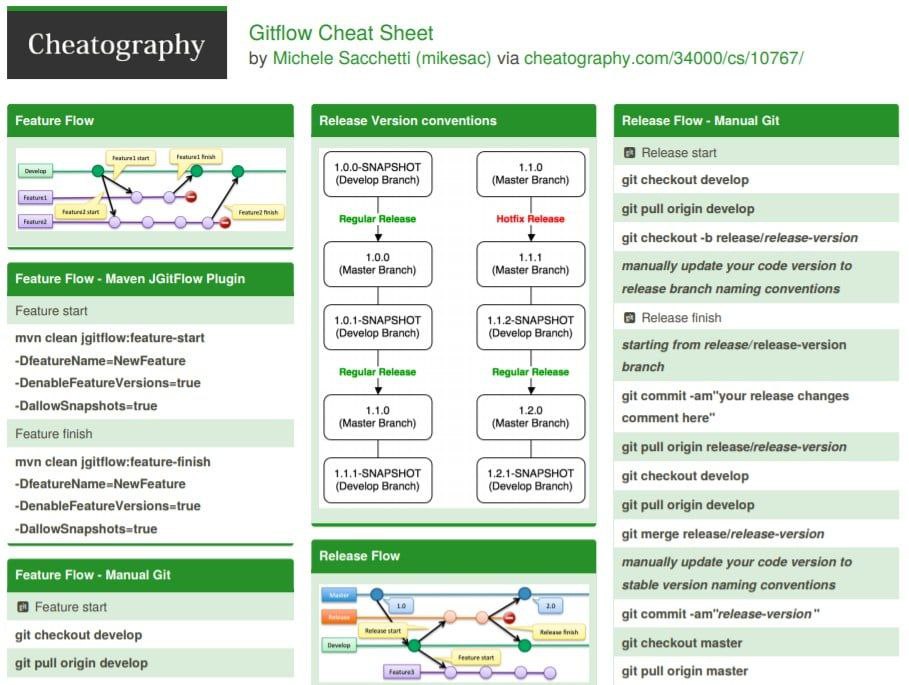 Cheatography
Gitflow Cheat Sheet
by Michele Sacchetti (mikesac) via cheatography.com/34000/cs/10767/
Feature Flow
Feature1 start
Feature1 finish
Develop
Feature1
Feature2 start
Feature2 finish
Feature2
Feature Flow - Maven JGitFlow Plugin
Feature start
mvn clean jgitflow:feature-start
-DfeatureName=NewFeature
-DenableFeatureVersions=true
-DallowSnapshots=true
Feature finish
mvn clean jgitflow:feature-finish
-DfeatureName=NewFeature
-DenableFeatureVersions=true
-DallowSnapshots=true
Feature Flow - Manual Git
git Feature start
git checkout develop
git pull origin develop
Release Version conventions
1.0.0-SNAPSHOT
(Develop Branch)
Regular Release
1.0.0
(Master Branch)
1.0.1-SNAPSHOT
(Develop Branch)
Regular Release
1.1.0
(Master Branch)
1.1.1-SNAPSHOT
(Develop Branch)
1.1.0
(Master Branch)
Hotfix Release
1.1.1
(Master Branch)
1.1.2-SNAPSHOT
(Develop Branch)
Regular Release
1.2.0
(Master Branch)
1.2.1-SNAPSHOT
(Develop Branch)
Release Flow
Master
1.0
2.0
Release
Release start
Release finish
Develop
Feature start
Feature3
Release Flow - Manual Git
git Release start
git checkout develop
git pull origin develop
git checkout -b release/release-version
manually update your code version to
release branch naming conventions
git Release finish
starting from release/release-version
branch
git commit -am"your release changes
comment here"
git pull origin release/release-version
git checkout develop
git pull origin develop
git merge release/release-version
manually update your code version to
stable version naming conventions
git commit -am"release-version"
git checkout master
git pull origin master